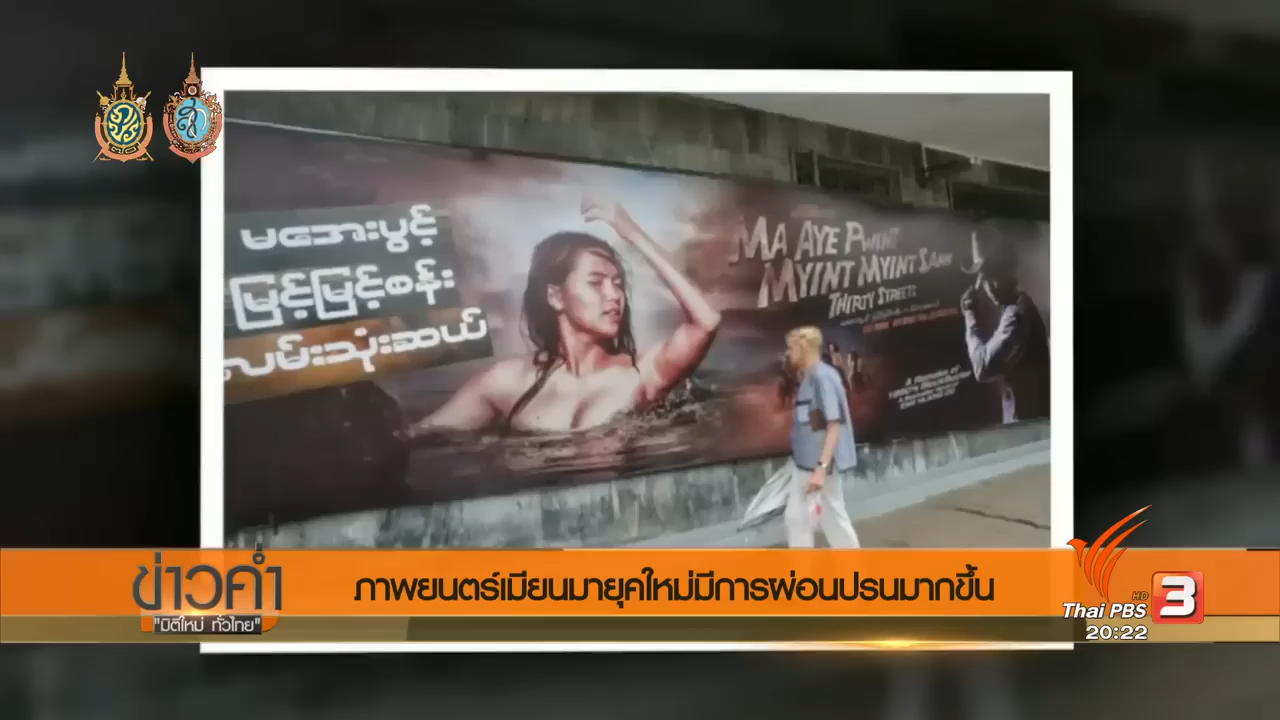 မအေးပွင့်
မြင့်မြင့်စန်း
လမ်းသုံးဆယ်
MA AYE PWINT
MYINT MYINT SANN
THIRTY STREET
A Remake of
ข่าวค่ำ
"มิติใหม่ ทั่วไทย"
ภาพยนตร์เมียนมายุคใหม่มีการผ่อนปรนมากขึ้น
HD
Thai PBS
3
20:22